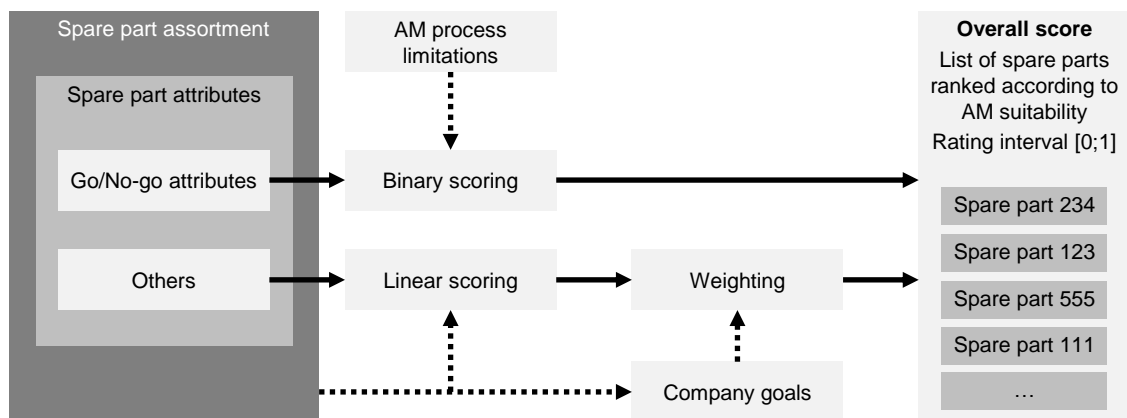 Spare part assortment
Spare part attributes
Go/No-go attributes
Others
AM process
limitations
Binary scoring
Linear scoring
Weighting
Company goals
Overall score
List of spare parts
ranked according to
AM suitability
Rating interval [0;1]
Spare part 234
Spare part 123
Spare part 555
Spare part 111
…